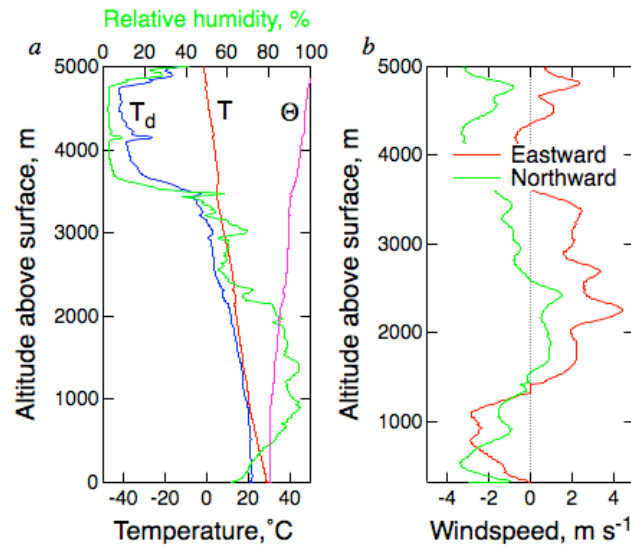 Relative humidity, %
a 0 20 40 60 80 100 b
5000 5000
T_d T Θ
4000 4000
Eastward
Northward
3000 3000
2000 2000
1000 1000
0
Altitude above surface, m
Altitude above surface, m
-40 -20 0 20 40 -4 -2 0 2 4
Temperature,˚C Windspeed, m s⁻¹